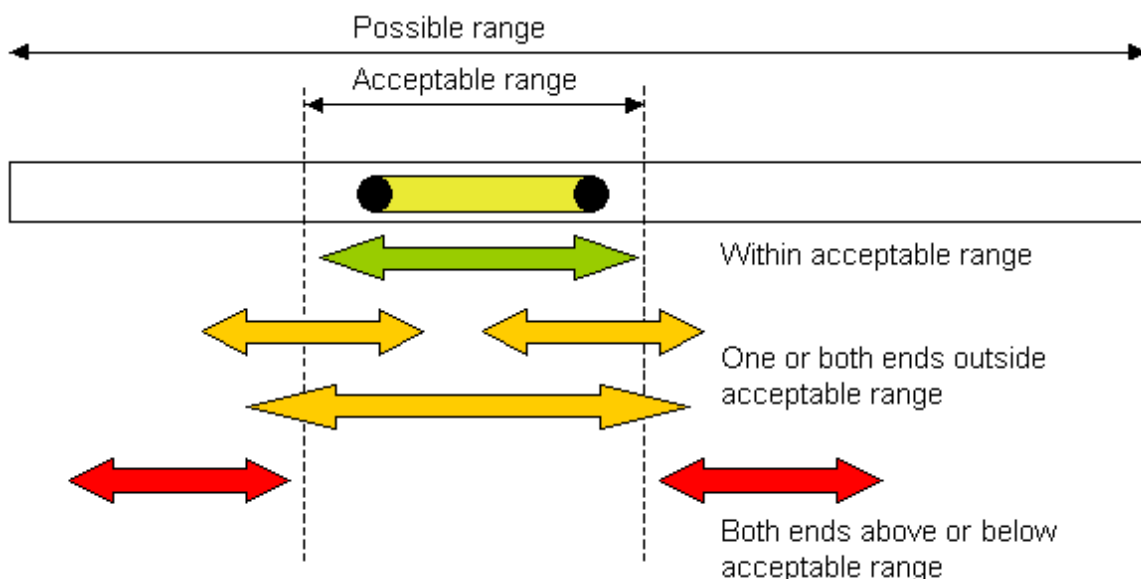 Possible range
Acceptable range
Within acceptable range
One or both ends outside
acceptable range
Both ends above or below
acceptable range